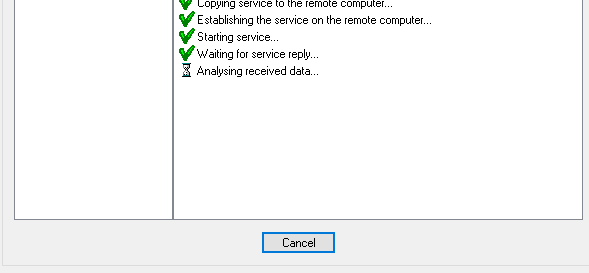 Copying service to the remote computer...
Establishing the service on the remote computer...
Starting service...
Waiting for service reply...
Analysing received data...
Cancel